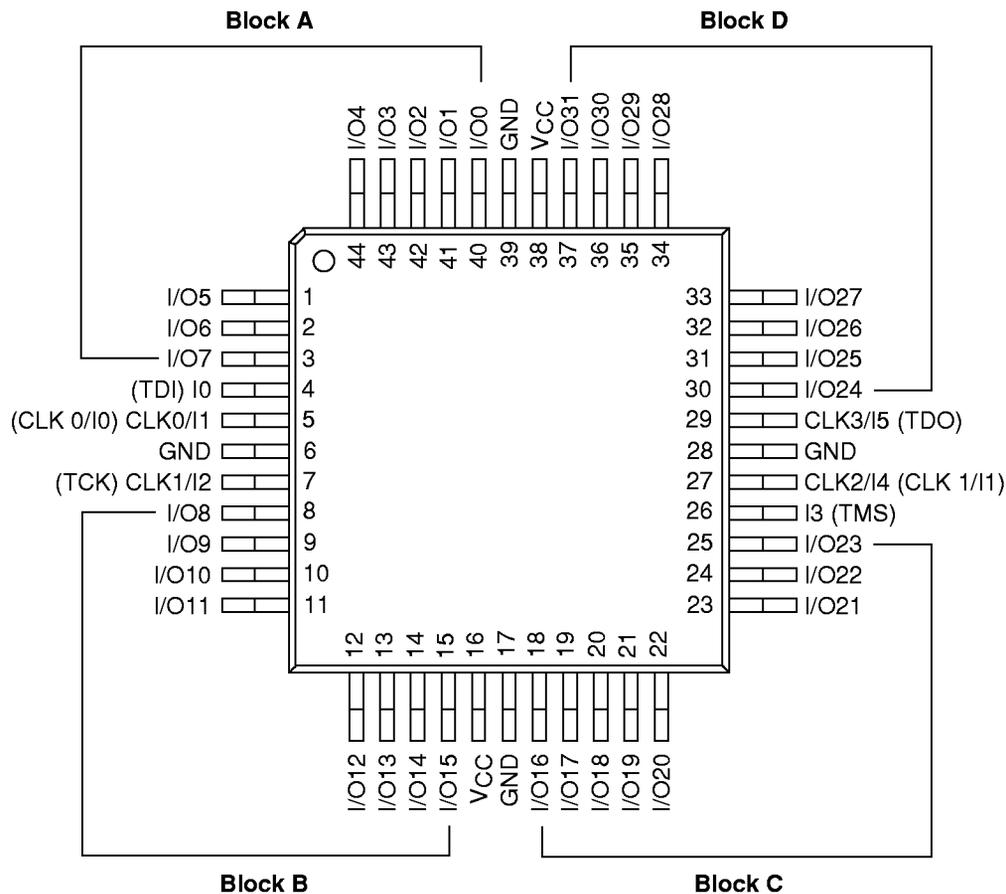 Block A
Block D
I/O4
I/O3
I/O2
I/O1
I/O0
GND
VCC
I/O31
I/O30
I/O29
I/O28
44
43
42
41
40
39
38
37
36
35
34
I/O5 1
I/O6 2
I/O7 3
(TDI) I0 4
(CLK 0/I0) CLK0/I1 5
GND 6
(TCK) CLK1/I2 7
I/O8 8
I/O9 9
I/O10 10
I/O11 11
33 I/O27
32 I/O26
31 I/O25
30 I/O24
29 CLK3/I5 (TDO)
28 GND
27 CLK2/I4 (CLK 1/I1)
26 I3 (TMS)
25 I/O23
24 I/O22
23 I/O21
12
13
14
15
16
17
18
19
20
21
22
I/O12
I/O13
I/O14
I/O15
VCC
GND
I/O16
I/O17
I/O18
I/O19
I/O20
Block B
Block C